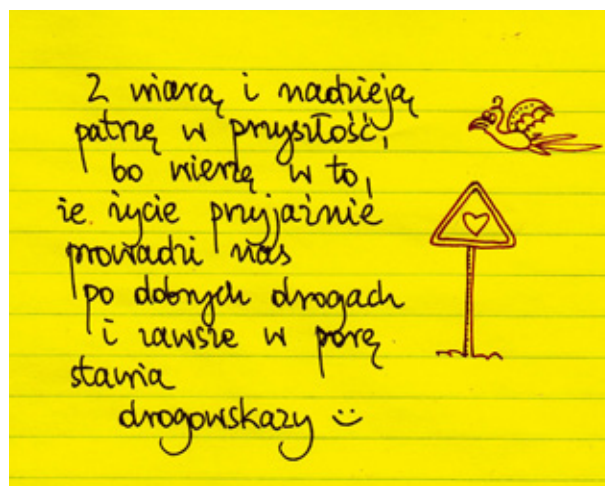 Z wiarą i nadzieją
patrzę w przyszłość,
bo wierzę w to,
że życie przyjaźnie
prowadzi nas
po dobrych drogach
i zawsze w porę
stawia
drogowskazy :)